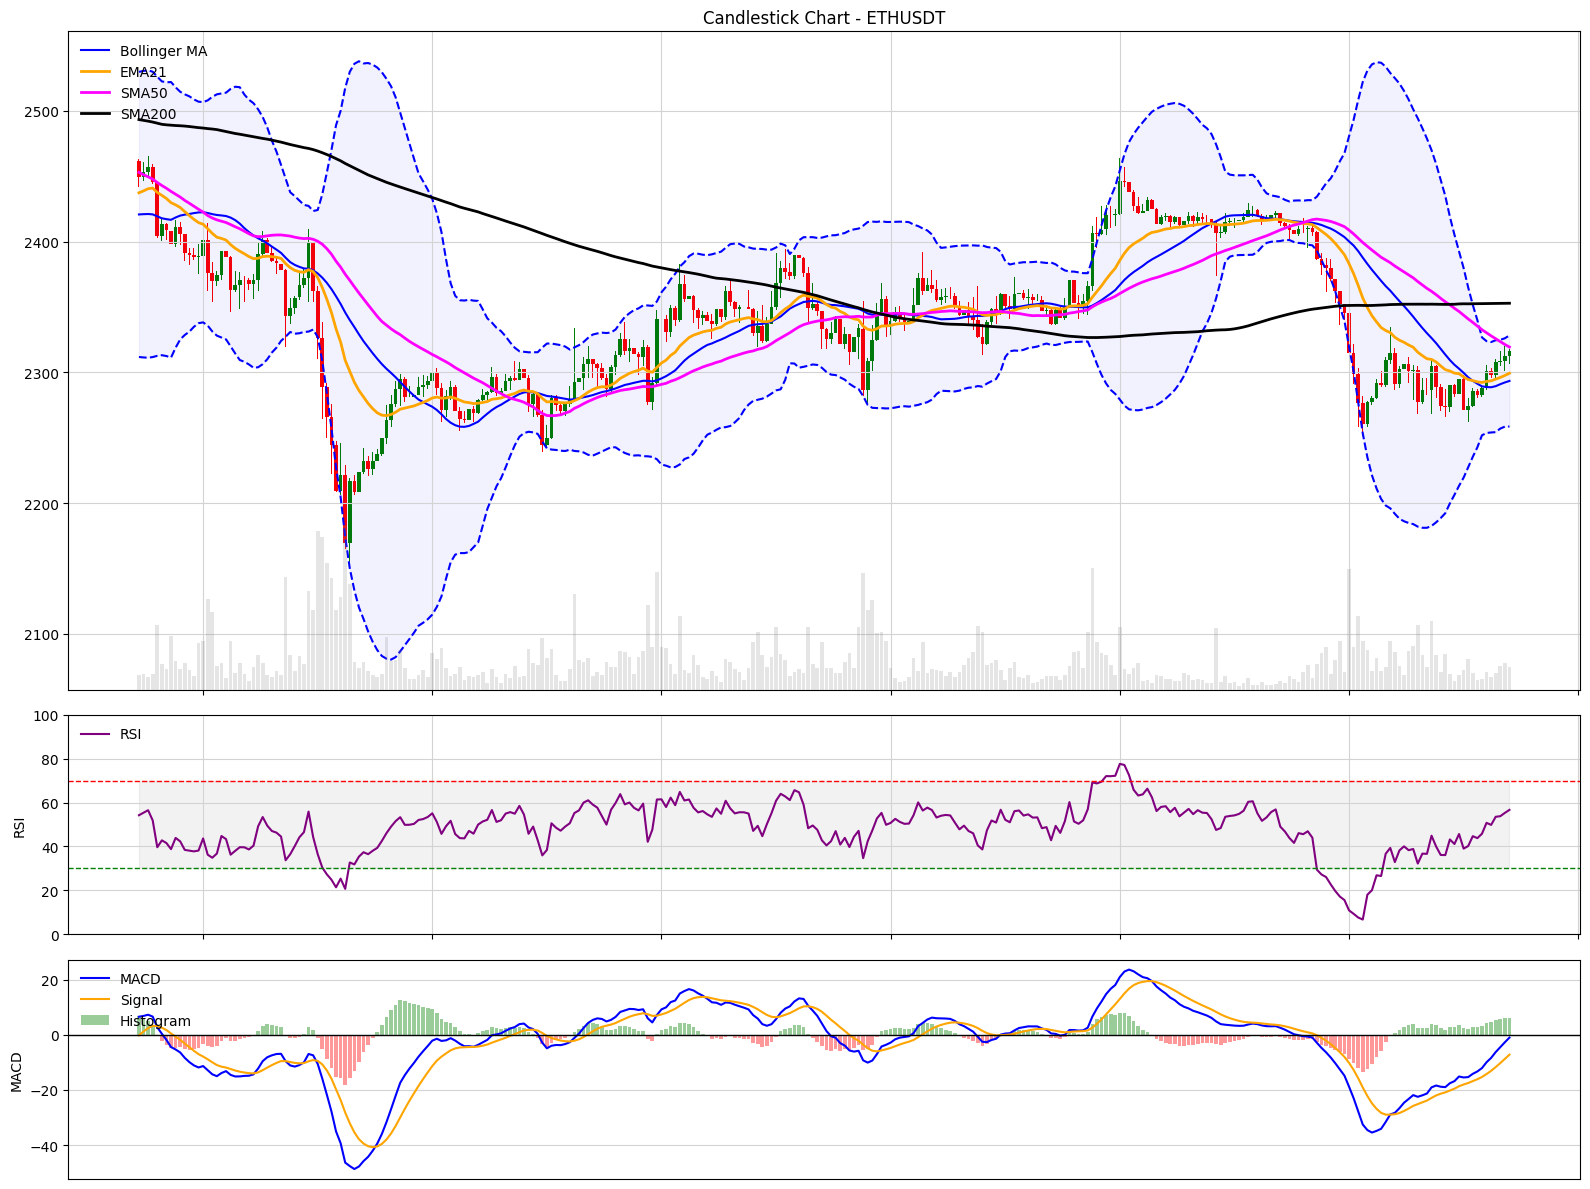 Candlestick Chart - ETHUSDT
Bollinger MA
EMA21
SMA50
SMA200
2500
2400
2300
2200
2100
RSI
100
80
60
40
20
0
RSI
MACD
Signal
Histogram
20
0
−20
−40
MACD